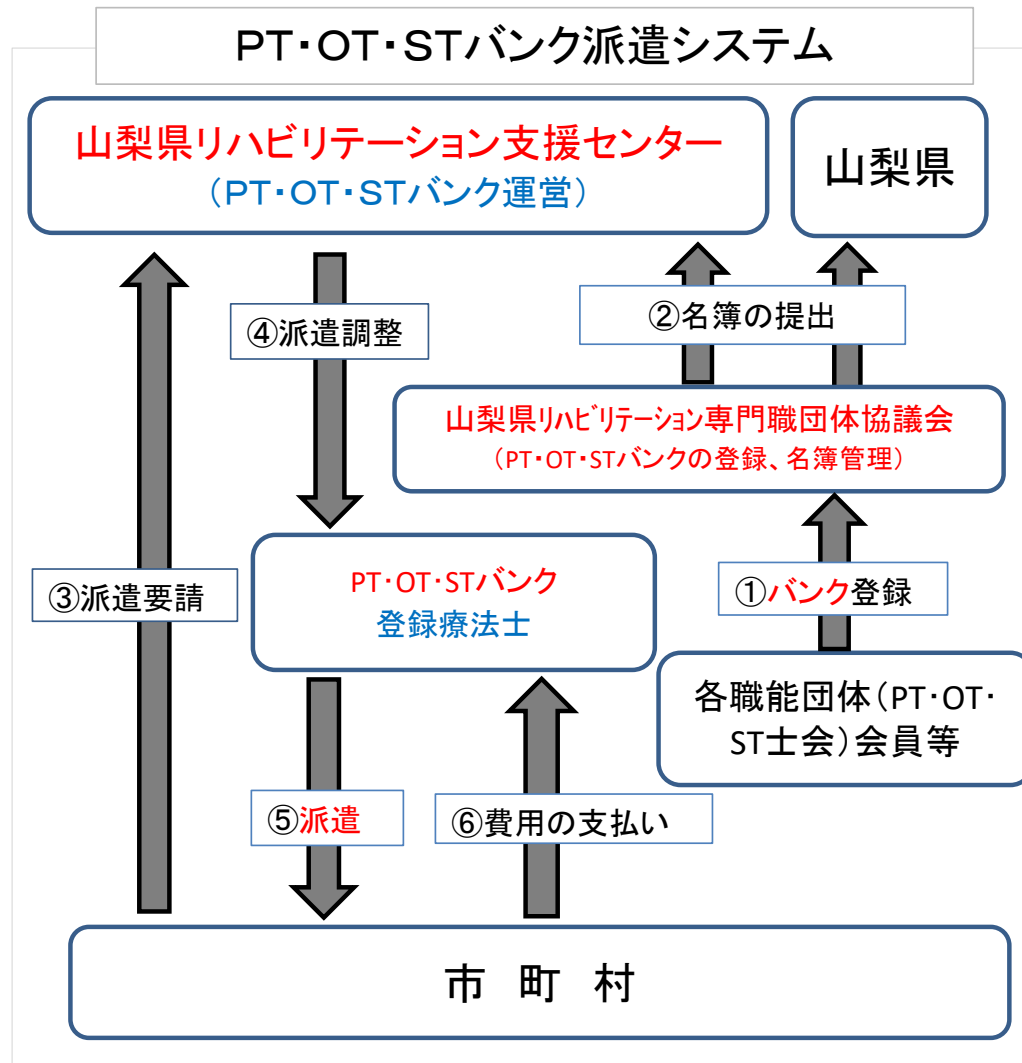 PT・OT・STバンク派遣システム
山梨県リハビリテーション支援センター
（PT・OT・STバンク運営）
山梨県
②名簿の提出
④派遣調整
山梨県リハビリテーション専門職団体協議会
（PT・OT・STバンクの登録、名簿管理）
③派遣要請
PT・OT・STバンク
登録療法士
①バンク登録
各職能団体（PT・OT・
ST士会）会員等
⑤派遣
⑥費用の支払い
市 町 村